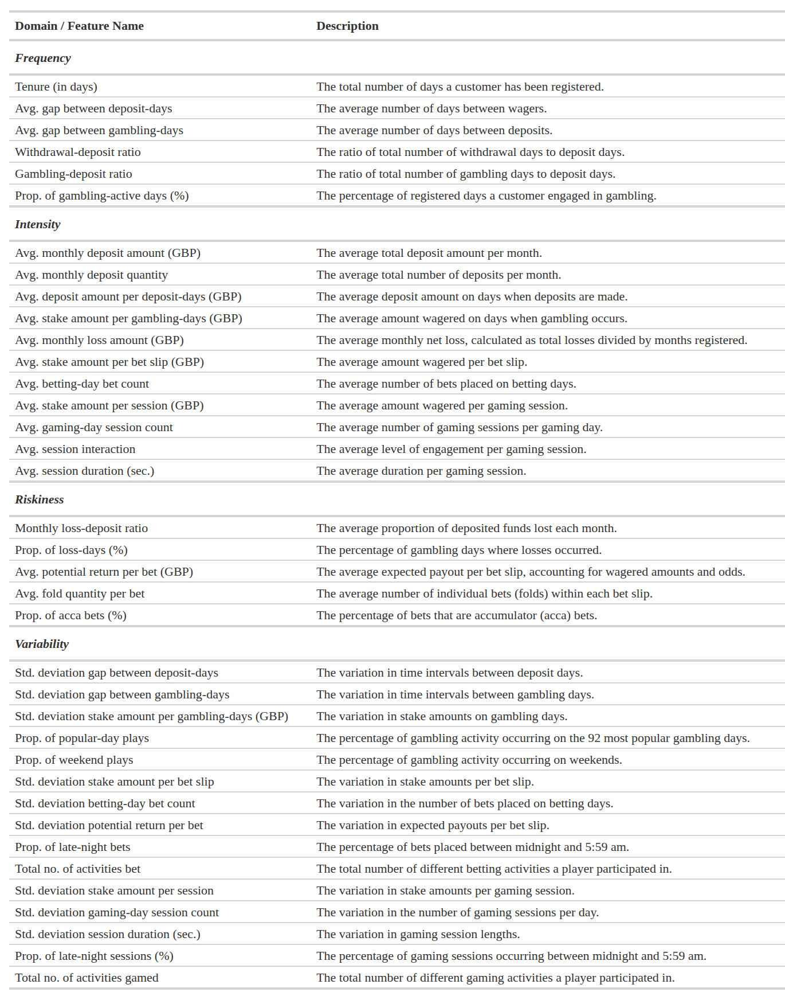 Domain / Feature Name Description
Frequency
Tenure (in days) The total number of days a customer has been registered.
Avg. gap between deposit-days The average number of days between wagers.
Avg. gap between gambling-days The average number of days between deposits.
Withdrawal-deposit ratio The ratio of total number of withdrawal days to deposit days.
Gambling-deposit ratio The ratio of total number of gambling days to deposit days.
Prop. of gambling-active days (%) The percentage of registered days a customer engaged in gambling.
Intensity
Avg. monthly deposit amount (GBP) The average total deposit amount per month.
Avg. monthly deposit quantity The average total number of deposits per month.
Avg. deposit amount per deposit-days (GBP) The average deposit amount on days when deposits are made.
Avg. stake amount per gambling-days (GBP) The average amount wagered on days when gambling occurs.
Avg. monthly loss amount (GBP) The average monthly net loss, calculated as total losses divided by months registered.
Avg. stake amount per bet slip (GBP) The average amount wagered per bet slip.
Avg. betting-day bet count The average number of bets placed on betting days.
Avg. stake amount per session (GBP) The average amount wagered per gaming session.
Avg. gaming-day session count The average number of gaming sessions per gaming day.
Avg. session interaction The average level of engagement per gaming session.
Avg. session duration (sec.) The average duration per gaming session.
Riskiness
Monthly loss-deposit ratio The average proportion of deposited funds lost each month.
Prop. of loss-days (%) The percentage of gambling days where losses occurred.
Avg. potential return per bet (GBP) The average expected payout per bet slip, accounting for wagered amounts and odds.
Avg. fold quantity per bet The average number of individual bets (folds) within each bet slip.
Prop. of acca bets (%) The percentage of bets that are accumulator (acca) bets.
Variability
Std. deviation gap between deposit-days The variation in time intervals between deposit days.
Std. deviation gap between gambling-days The variation in time intervals between gambling days.
Std. deviation stake amount per gambling-days (GBP) The variation in stake amounts on gambling days.
Prop. of popular-day plays The percentage of gambling activity occurring on the 92 most popular gambling days.
Prop. of weekend plays The percentage of gambling activity occurring on weekends.
Std. deviation stake amount per bet slip The variation in stake amounts per bet slip.
Std. deviation betting-day bet count The variation in the number of bets placed on betting days.
Std. deviation potential return per bet The variation in expected payouts per bet slip.
Prop. of late-night bets The percentage of bets placed between midnight and 5:59 am.
Total no. of activities bet The total number of different betting activities a player participated in.
Std. deviation stake amount per session The variation in stake amounts per gaming session.
Std. deviation gaming-day session count The variation in the number of gaming sessions per day.
Std. deviation session duration (sec.) The variation in gaming session lengths.
Prop. of late-night sessions (%) The percentage of gaming sessions occurring between midnight and 5:59 am.
Total no. of activities gamed The total number of different gaming activities a player participated in.